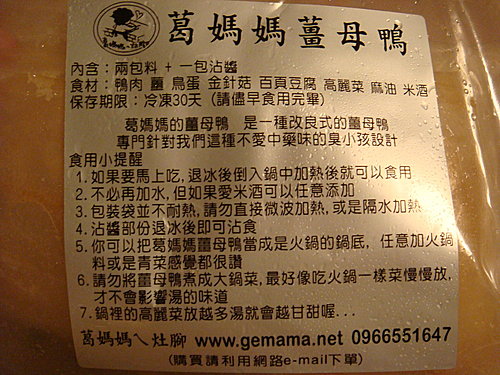 葛媽媽薑母鴨
內含：兩包料 + 一包沾醬
食材：鴨肉 薑 鳥蛋 金針菇 百頁豆腐 高麗菜 麻油 米酒
保存期限：冷凍30天 (請儘早食用完畢)
葛媽媽的薑母鴨 是一種改良式的薑母鴨
專門針對我們這種不愛中藥味的臭小孩設計
食用小提醒
1. 如果要馬上吃, 退冰後倒入鍋中加熱後就可以食用
2. 不必再加水, 但如果愛米酒可以任意添加
3. 包裝袋並不耐熱, 請勿直接微波加熱, 或是隔水加熱
4. 沾醬部份退冰後即可沾食
5. 你可以把葛媽媽薑母鴨當成是火鍋的鍋底, 任意加火鍋
料或是青菜感覺都很讚
6. 請勿將薑母鴨煮成大鍋菜, 最好像吃火鍋一樣菜慢慢放,
才不會影響湯的味道
7. 鍋裡的高麗菜放越多湯就會越甘甜喔...
葛媽媽ㄟ灶腳 www.gemama.net 0966551647
(購買請利用網路e-mail下單)